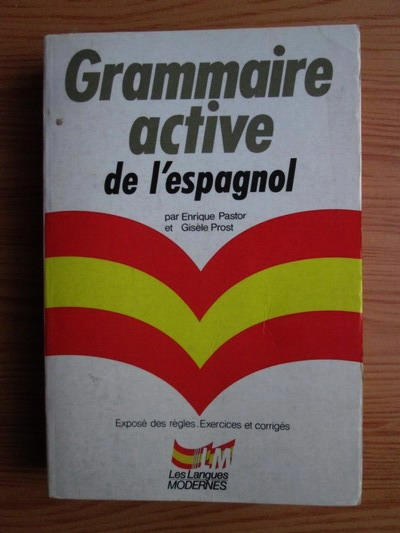 Grammaire
active
de l'espagnol
par Enrique Pastor
et Gisèle Prost
Exposé des règles. Exercices et corrigés
LM
Les Langues
MODERNES